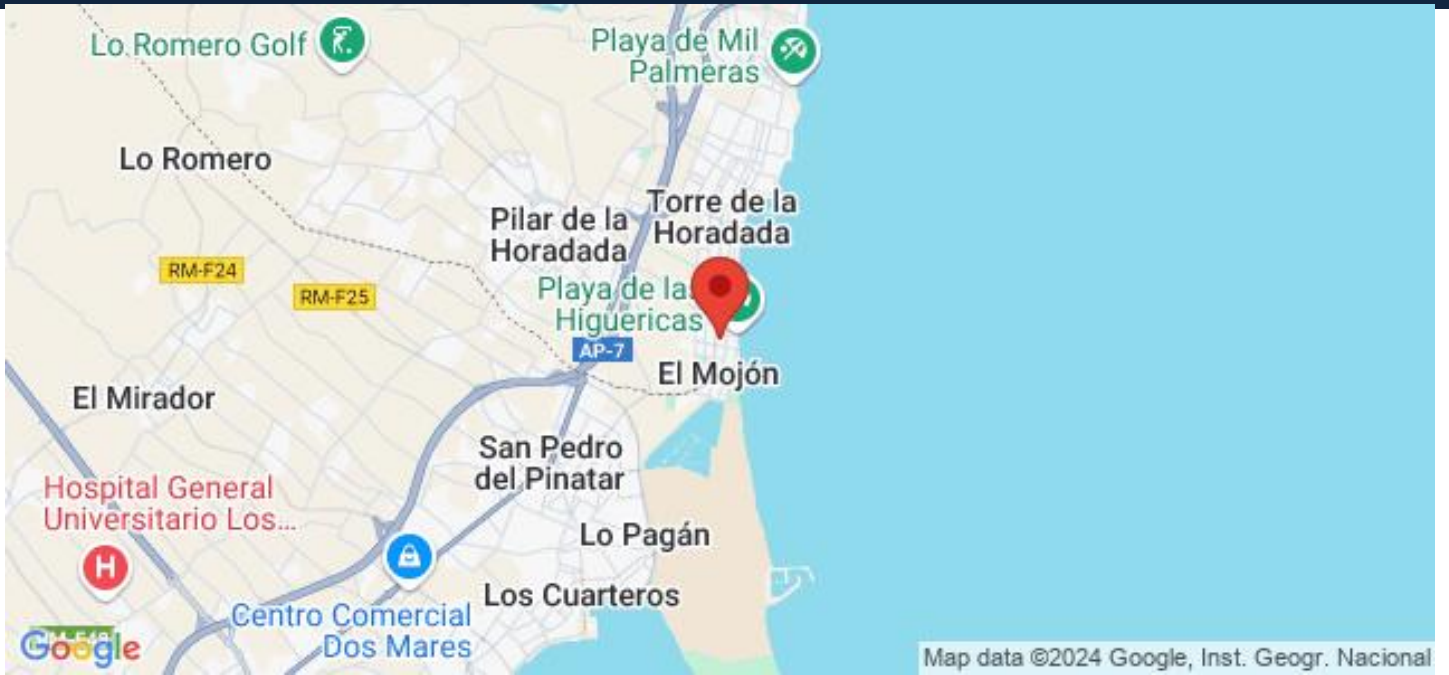 Lo Romero Golf
Playa de Mil
Palmeras
Lo Romero
Torre de la
Horadada
Pilar de la
Horadada
RM-F24
RM-F25
Playa de las
Higuericas
AP-7
El Mojón
El Mirador
San Pedro
del Pinatar
Hospital General
Universitario Los...
H
Lo Pagán
Los Cuarteros
Centro Comercial
Dos Mares
Google
Map data ©2024 Google, Inst. Geogr. Nacional